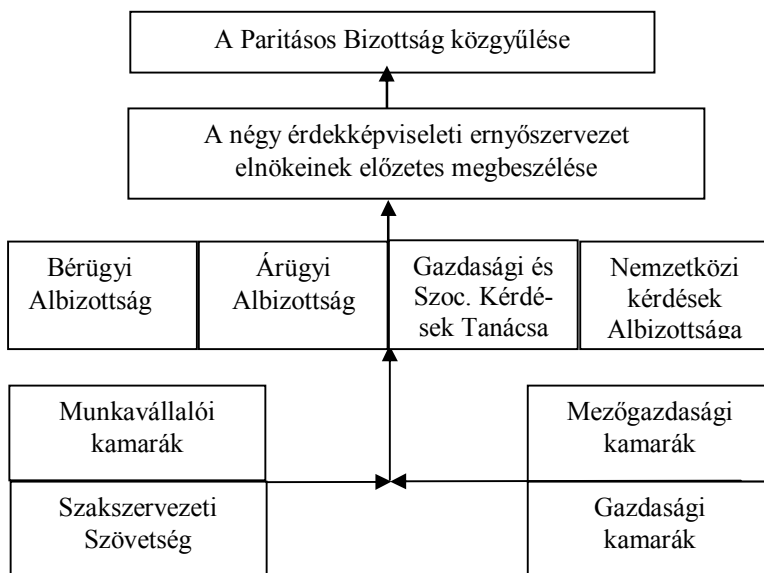 A Paritásos Bizottság közgyűlése
A négy érdekképviseleti ernyőszervezet
elnökeinek előzetes megbeszélése
Bérügyi
Albizottság
Árügyi
Albizottság
Gazdasági és
Szoc. Kérdé-
sek Tanácsa
Nemzetközi
kérdések
Albizottsága
Munkavállalói
kamarák
Mezőgazdasági
kamarák
Szakszervezeti
Szövetség
Gazdasági
kamarák